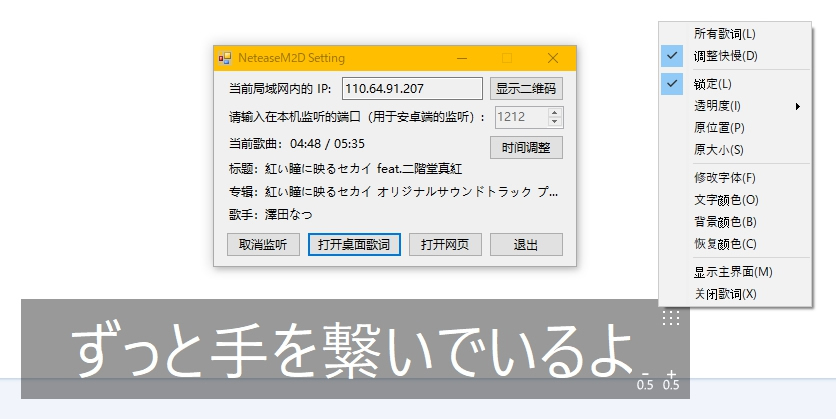 NeteaseM2D Setting
当前局域网内的 IP: 110.64.91.207 显示二维码
请输入在本机监听的端口（用于安卓端的监听）: 1212
当前歌曲：04:48 / 05:35 时间调整
标题：紅い瞳に映るセカイ feat.二階堂真紅
专辑：紅い瞳に映るセカイ オリジナルサウンドトラック プ...
歌手：澤田なつ
取消监听 打开桌面歌词 打开网页 退出
所有歌词(L)
调整快慢(D)
锁定(L)
透明度(I)
原位置(P)
原大小(S)
修改字体(F)
文字颜色(O)
背景颜色(B)
恢复颜色(C)
显示主界面(M)
关闭歌词(X)
ずっと手を繋いでいるよ
- +
0.5 0.5